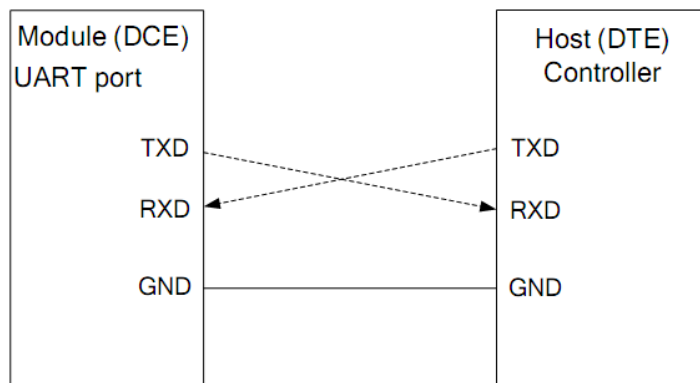 Module (DCE)
UART port
Host (DTE)
Controller
TXD
TXD
RXD
RXD
GND
GND